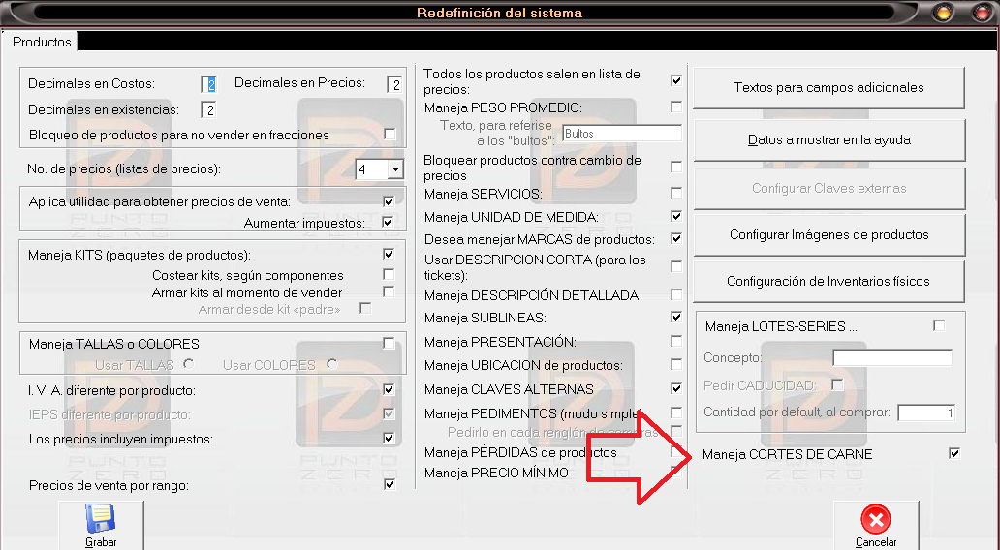 Redefinición del sistema
Productos
Decimales en Costos: 2 Decimales en Precios: 2
Decimales en existencias: 2
Bloqueo de productos para no vender en fracciones
No. de precios (listas de precios): 4
Aplica utilidad para obtener precios de venta:
Aumentar impuestos:
Maneja KITS (paquetes de productos):
Costear kits, según componentes
Armar kits al momento de vender
Armar desde kit «padre»
Maneja TALLAS o COLORES
Usar TALLAS Usar COLORES
I. V. A. diferente por producto:
IEPS diferente por producto:
Los precios incluyen impuestos:
Precios de venta por rango:
Todos los productos salen en lista de
precios:
Maneja PESO PROMEDIO:
Texto, para referise
a los "bultos": Bultos
Bloquear productos contra cambio de
precios
Maneja SERVICIOS:
Maneja UNIDAD DE MEDIDA:
Desea manejar MARCAS de productos:
Usar DESCRIPCION CORTA (para los
tickets):
Maneja DESCRIPCIÓN DETALLADA
Maneja SUBLINEAS:
Maneja PRESENTACIÓN:
Maneja UBICACION de productos:
Maneja CLAVES ALTERNAS
Maneja PEDIMENTOS (modo simple
Pedirlo en cada renglón de compras
Maneja PÉRDIDAS de productos
Maneja PRECIO MÍNIMO
Textos para campos adicionales
Datos a mostrar en la ayuda
Configurar Claves externas
Configurar Imágenes de productos
Configuración de Inventarios físicos
Maneja LOTES-SERIES ...
Concepto:
Pedir CADUCIDAD:
Cantidad por default, al comprar: 1
Maneja CORTES DE CARNE
Grabar
Cancelar
PUNTO
ZERO